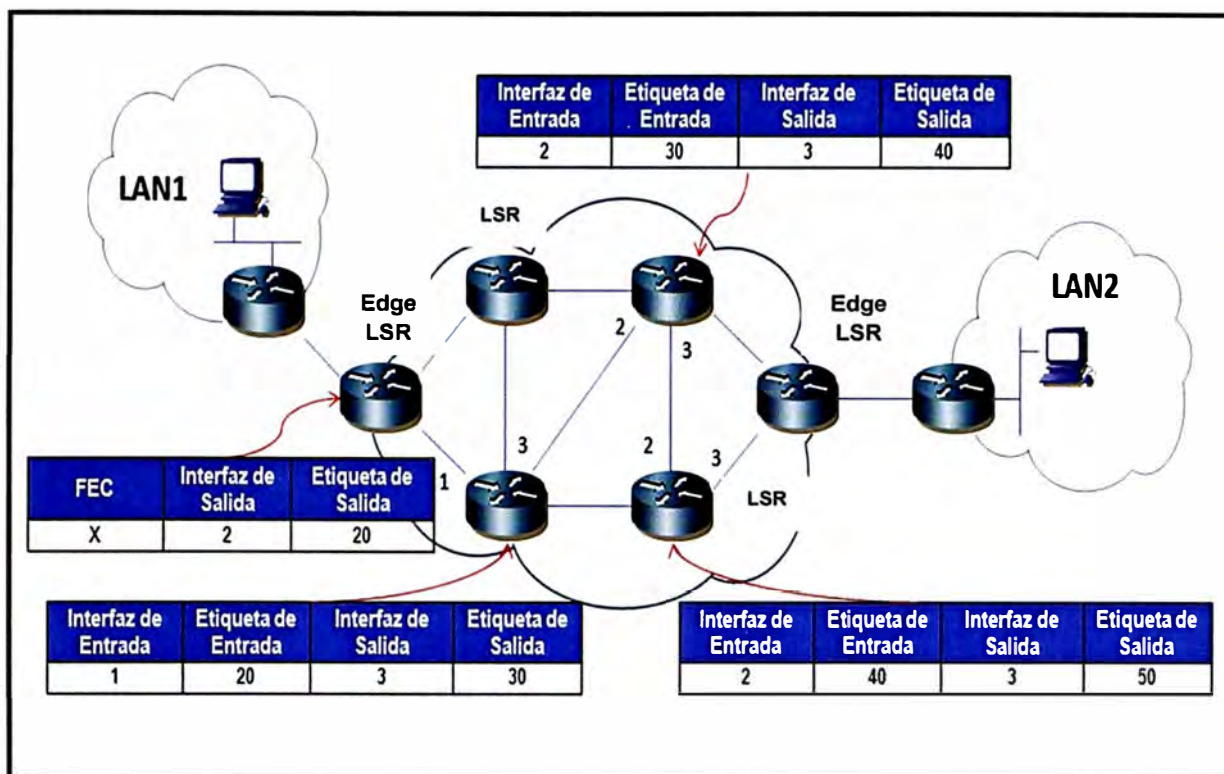 Interfaz de Entrada Etiqueta de Entrada Interfaz de Salida Etiqueta de Salida
2 30 3 40
LAN1
LSR
Edge
LSR
2
3
Edge
LSR
LAN2
FEC Interfaz de Salida Etiqueta de Salida
X 2 20
1
3
2
3
LSR
Interfaz de Entrada Etiqueta de Entrada Interfaz de Salida Etiqueta de Salida
1 20 3 30
Interfaz de Entrada Etiqueta de Entrada Interfaz de Salida Etiqueta de Salida
2 40 3 50